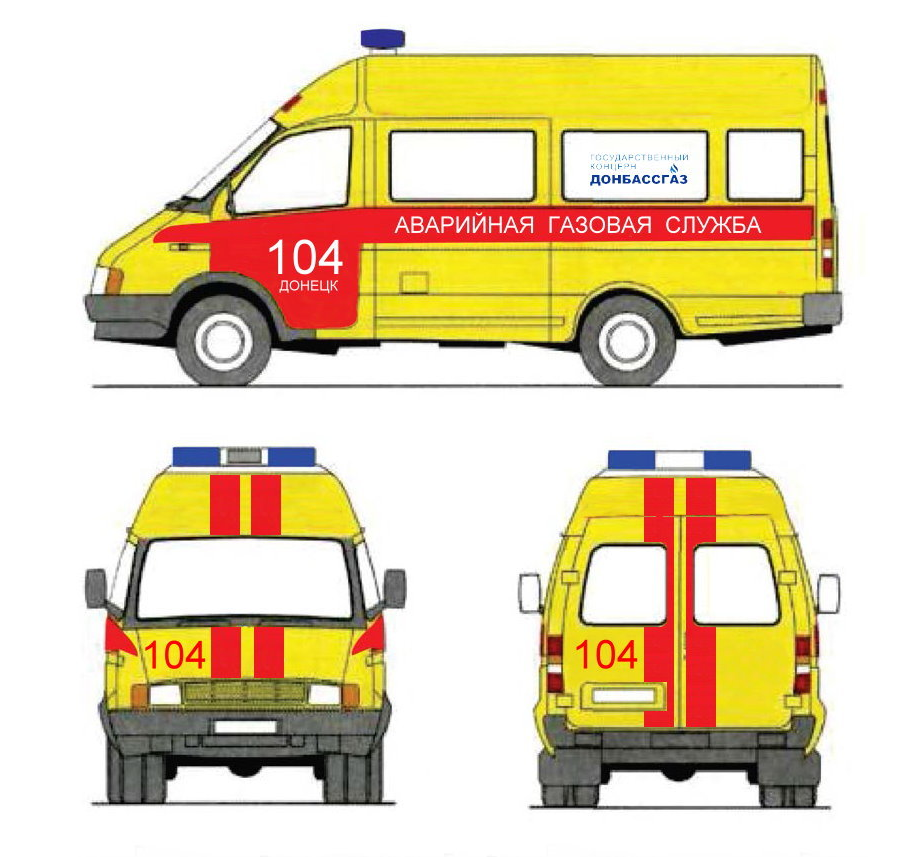 ГОСУДАРСТВЕННЫЙ
КОНЦЕРН
ДОНБАССГАЗ
АВАРИЙНАЯ ГАЗОВАЯ СЛУЖБА
104
ДОНЕЦК
104
104